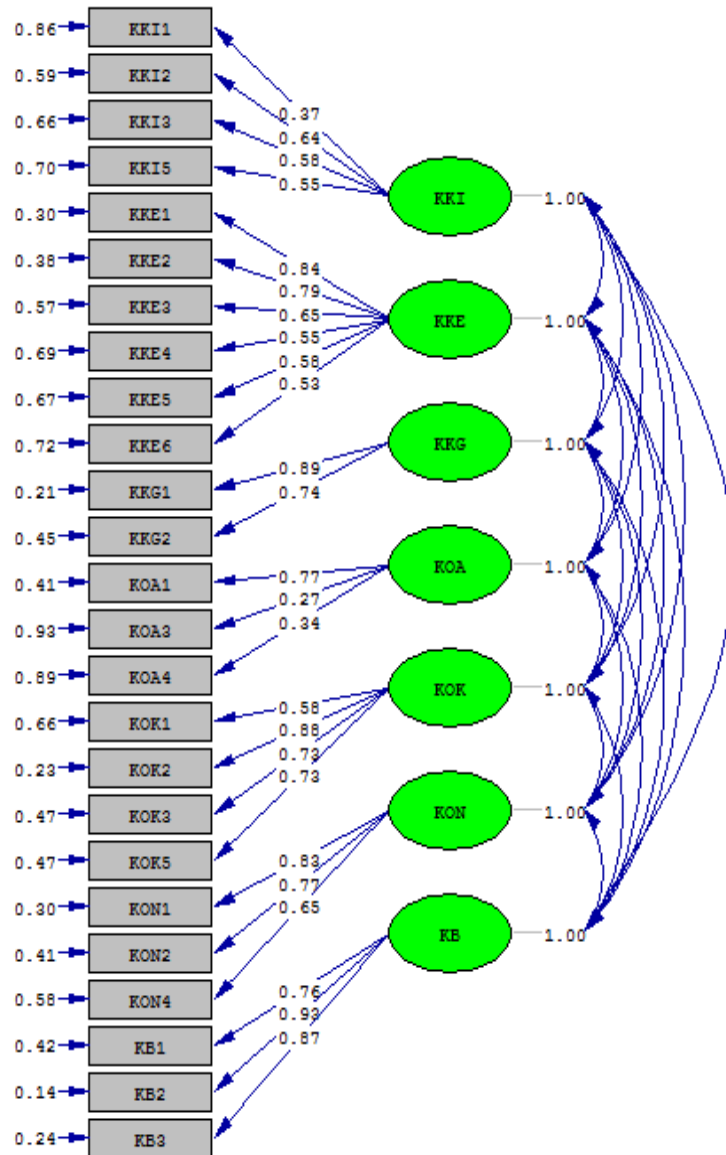 0.86 KKI1
0.59 KKI2
0.66 KKI3
0.70 KKI5
0.30 KKE1
0.38 KKE2
0.57 KKE3
0.69 KKE4
0.67 KKE5
0.72 KKE6
0.21 KKG1
0.45 KKG2
0.41 KOA1
0.93 KOA3
0.89 KOA4
0.66 KOK1
0.23 KOK2
0.47 KOK3
0.47 KOK5
0.30 KON1
0.41 KON2
0.58 KON4
0.42 KB1
0.14 KB2
0.24 KB3
0.37
0.64
0.58
0.55
0.84
0.79
0.65
0.55
0.58
0.53
0.89
0.74
0.77
0.27
0.34
0.58
0.88
0.73
0.73
0.83
0.77
0.65
0.76
0.93
0.87
KKI 1.00
KKE 1.00
KKG 1.00
KOA 1.00
KOK 1.00
KON 1.00
KB 1.00